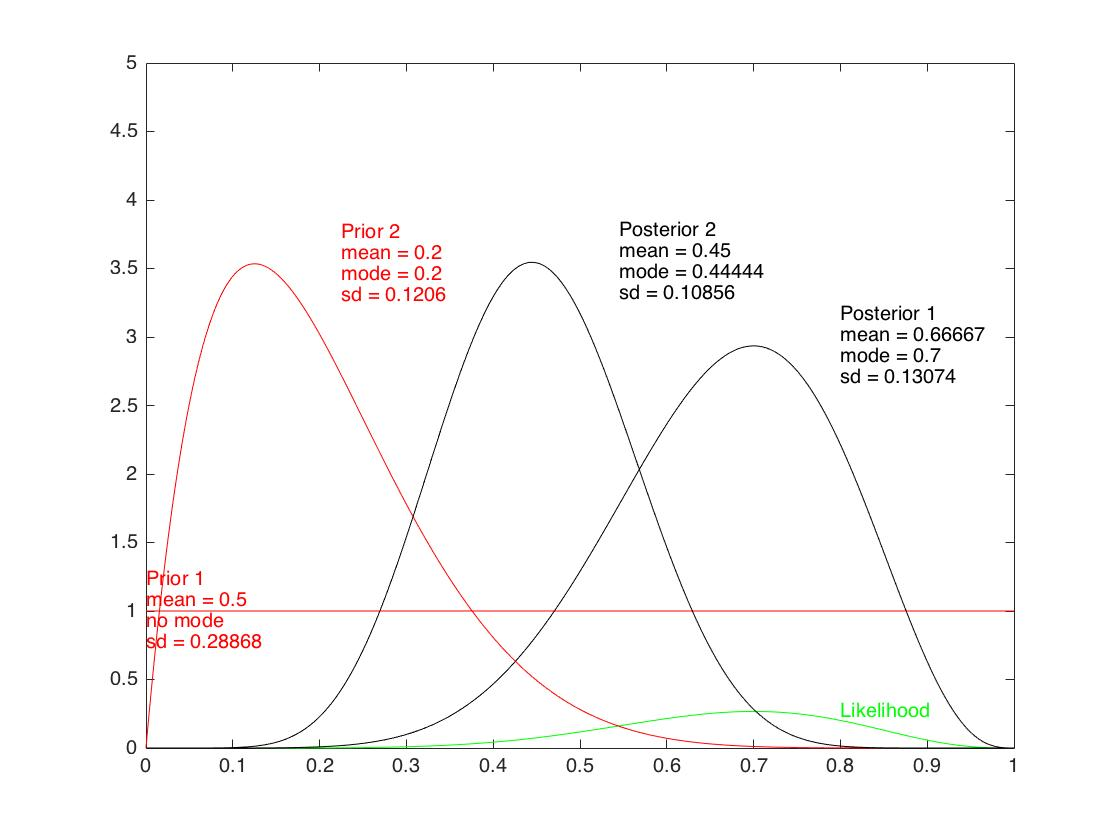 5
4.5
4
3.5
3
2.5
2
1.5
1
0.5
0
Prior 2
mean = 0.2
mode = 0.2
sd = 0.1206
Posterior 2
mean = 0.45
mode = 0.44444
sd = 0.10856
Posterior 1
mean = 0.66667
mode = 0.7
sd = 0.13074
Prior 1
mean = 0.5
no mode
sd = 0.28868
Likelihood
0 0.1 0.2 0.3 0.4 0.5 0.6 0.7 0.8 0.9 1